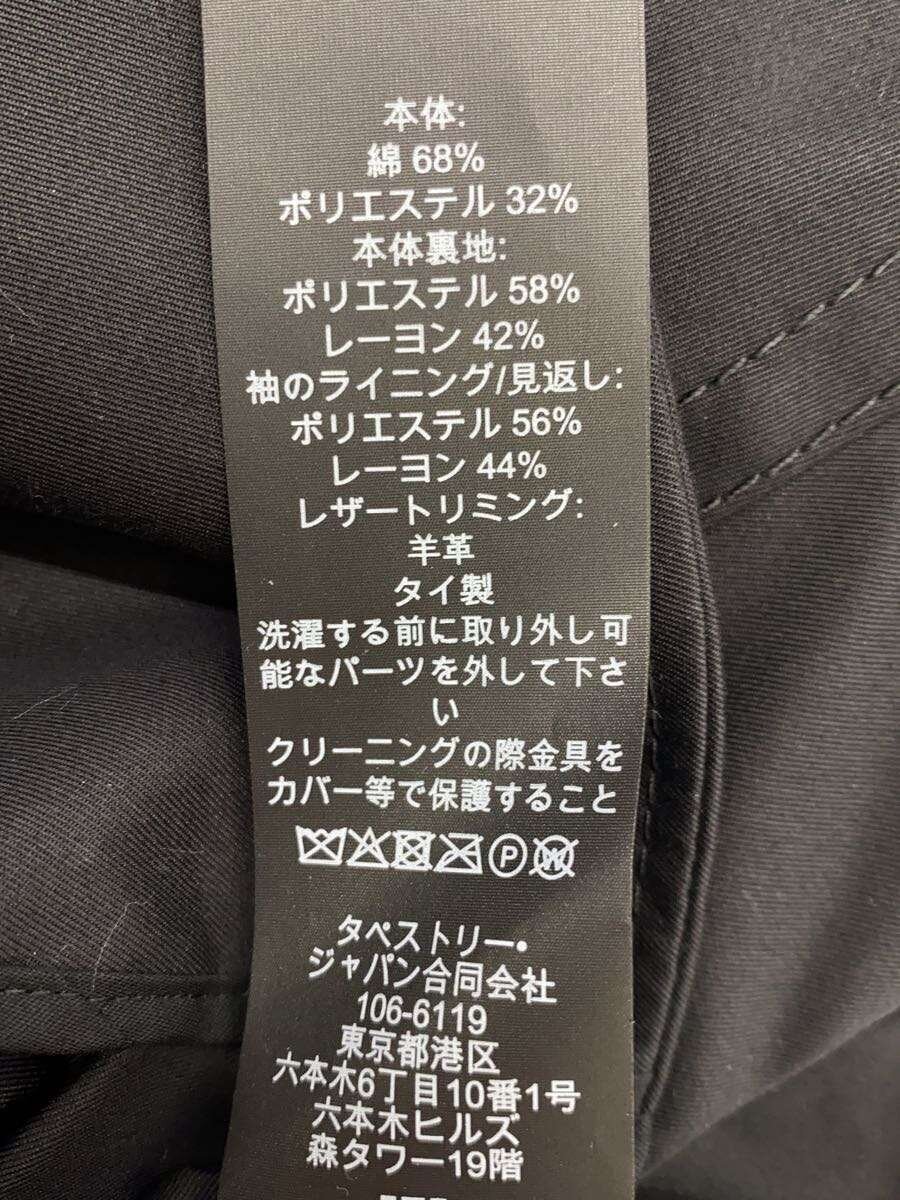 本体:
綿 68%
ポリエステル 32%
本体裏地:
ポリエステル 58%
レーヨン 42%
袖のライニング/見返し:
ポリエステル 56%
レーヨン 44%
レザートリミング:
羊革
タイ製
洗濯する前に取り外し可
能なパーツを外して下さ
い
クリーニングの際金具を
カバー等で保護すること
P W
タペストリー・
ジャパン合同会社
106-6119
東京都港区
六本木6丁目10番1号
六本木ヒルズ
森タワー19階